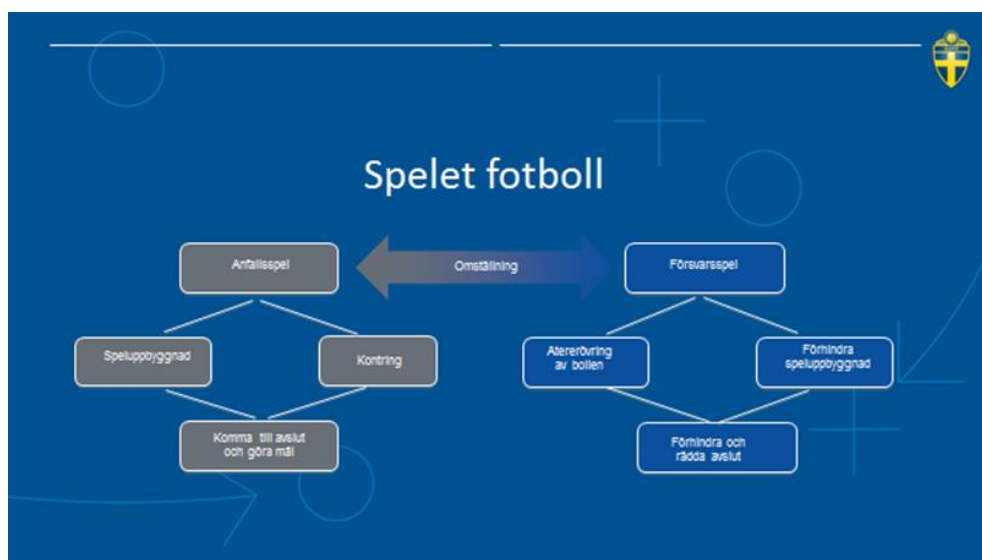 Spelet fotboll
Anfallsspel
Omställning
Försvarsspel
Speluppbyggnad
Kontring
Återerövring
av bollen
Förhindra
speluppbyggnad
Komma till avslut
och göra mål
Förhindra och
rädda avslut